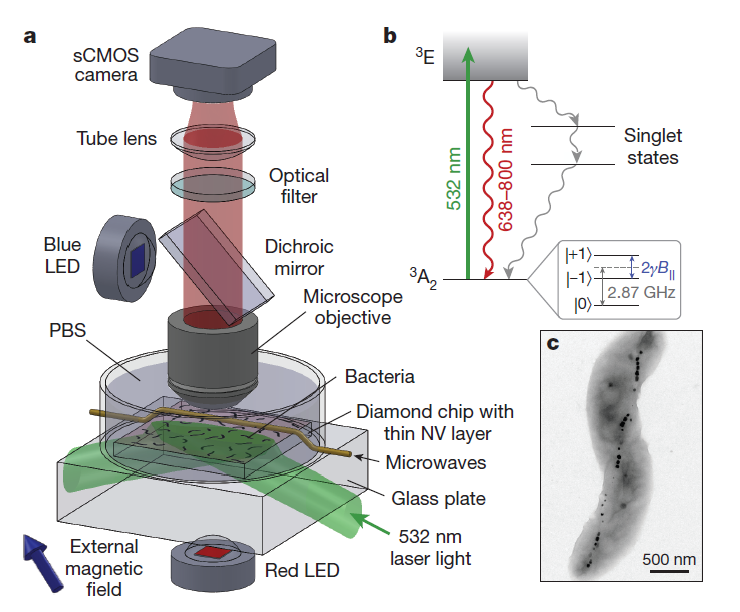 a
sCMOS
camera
Tube lens
Optical
filter
Blue
LED
Dichroic
mirror
Microscope
objective
PBS
Bacteria
Diamond chip with
thin NV layer
Microwaves
Glass plate
532 nm
laser light
External
magnetic
field
Red LED
b
³E
532 nm
638–800 nm
Singlet
states
³A₂
|+1⟩
|−1⟩
|0⟩
2γB||
2.87 GHz
c
500 nm